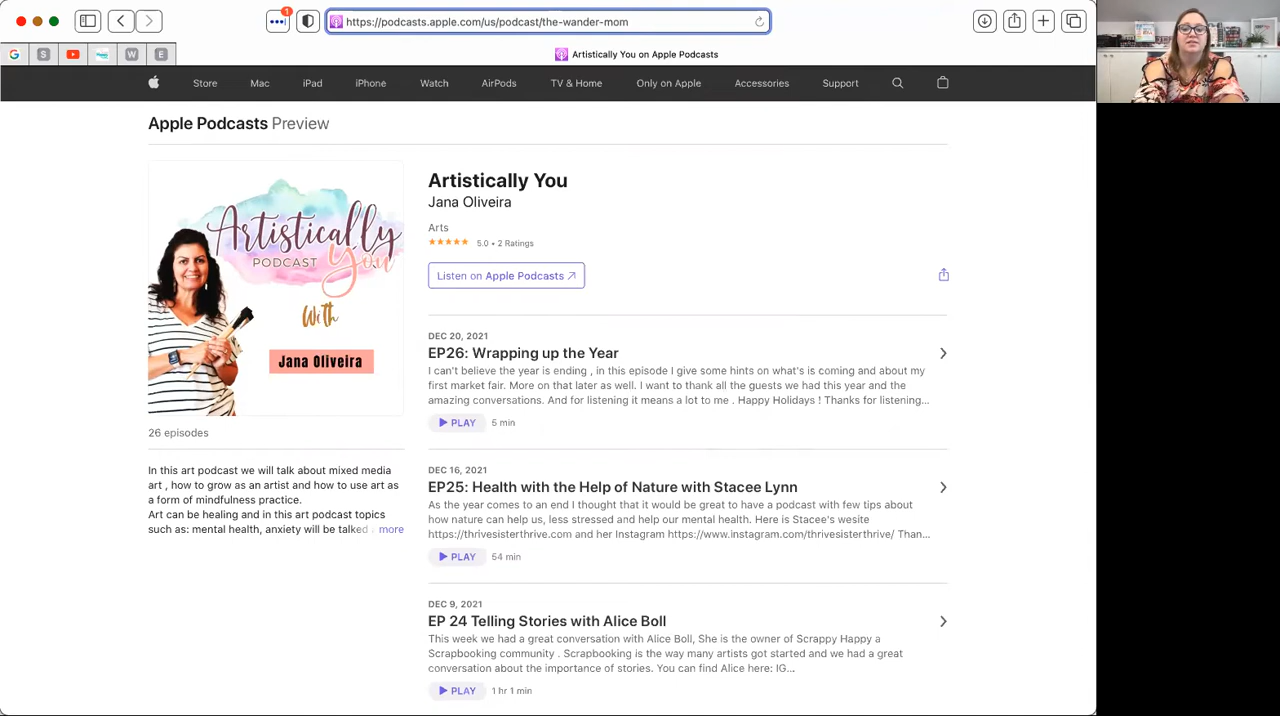 1
https://podcasts.apple.com/us/podcast/the-wander-mom
G
S
W
E
Artistically You on Apple Podcasts
Store Mac iPad iPhone Watch AirPods TV & Home Only on Apple Accessories Support
Apple Podcasts Preview
Artistically
PODCAST You
With
Jana Oliveira
26 episodes
In this art podcast we will talk about mixed media
art , how to grow as an artist and how to use art as
a form of mindfulness practice.
Art can be healing and in this art podcast topics
such as: mental health, anxiety will be talked more
Artistically You
Jana Oliveira
Arts
5.0 • 2 Ratings
Listen on Apple Podcasts
DEC 20, 2021
EP26: Wrapping up the Year
I can't believe the year is ending , in this episode I give some hints on what's is coming and about my
first market fair. More on that later as well. I want to thank all the guests we had this year and the
amazing conversations. And for listening it means a lot to me . Happy Holidays ! Thanks for listening...
PLAY 5 min
DEC 16, 2021
EP25: Health with the Help of Nature with Stacee Lynn
As the year comes to an end I thought that it would be great to have a podcast with few tips about
how nature can help us, less stressed and help our mental health. Here is Stacee's wesite
https://thrivesisterthrive.com and her Instagram https://www.instagram.com/thrivesisterthrive/ Than...
PLAY 54 min
DEC 9, 2021
EP 24 Telling Stories with Alice Boll
This week we had a great conversation with Alice Boll, She is the owner of Scrappy Happy a
Scrapbooking community . Scrapbooking is the way many artists got started and we had a great
conversation about the importance of stories. You can find Alice here: IG...
PLAY 1 hr 1 min